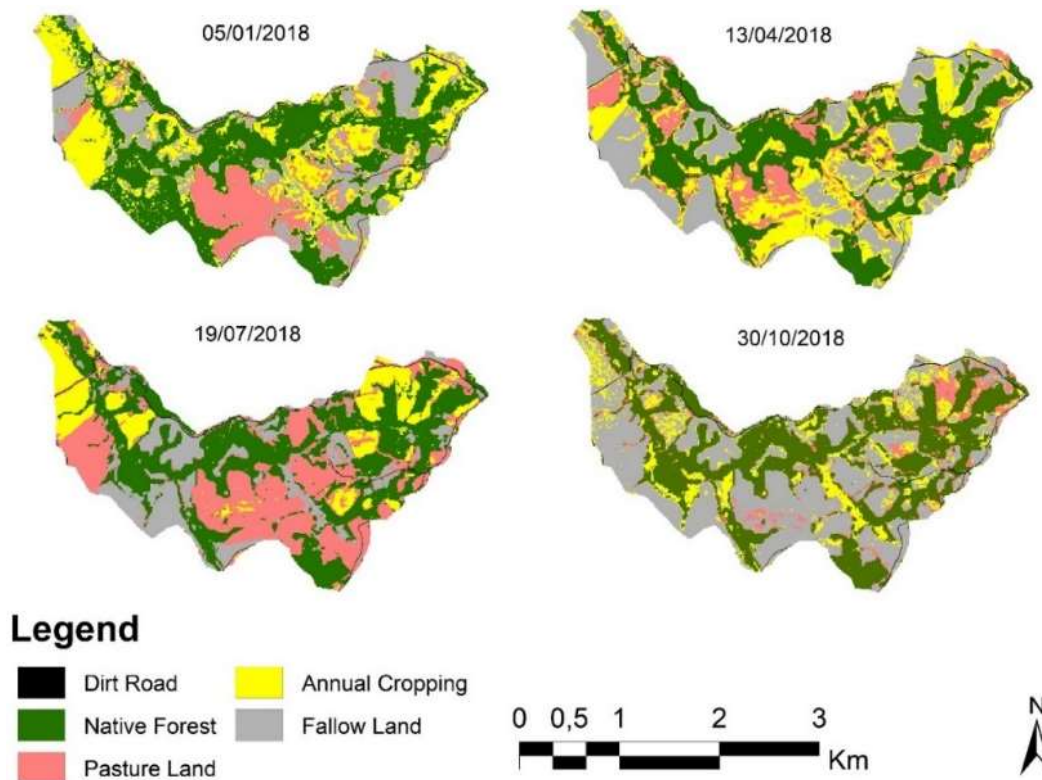 05/01/2018
13/04/2018
19/07/2018
30/10/2018
Legend
Dirt Road
Annual Cropping
Native Forest
Fallow Land
Pasture Land
0 0,5 1 2 3
Km
N